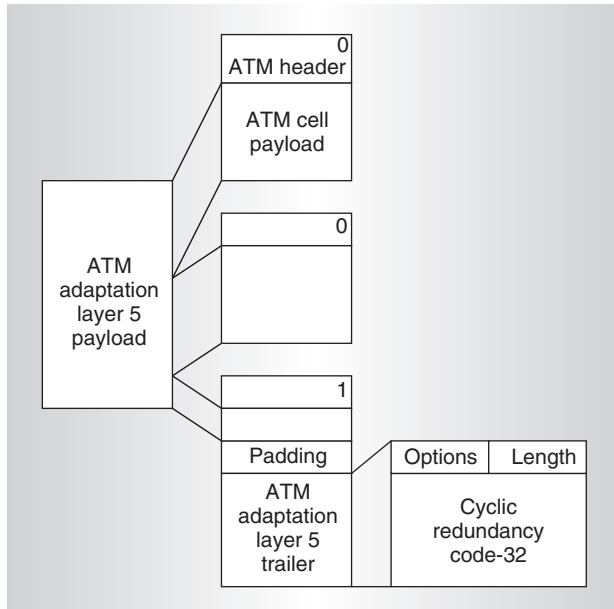 0
ATM header
ATM cell
payload
0
ATM
adaptation
layer 5
payload
1
Padding
ATM
adaptation
layer 5
trailer
Options
Length
Cyclic
redundancy
code-32